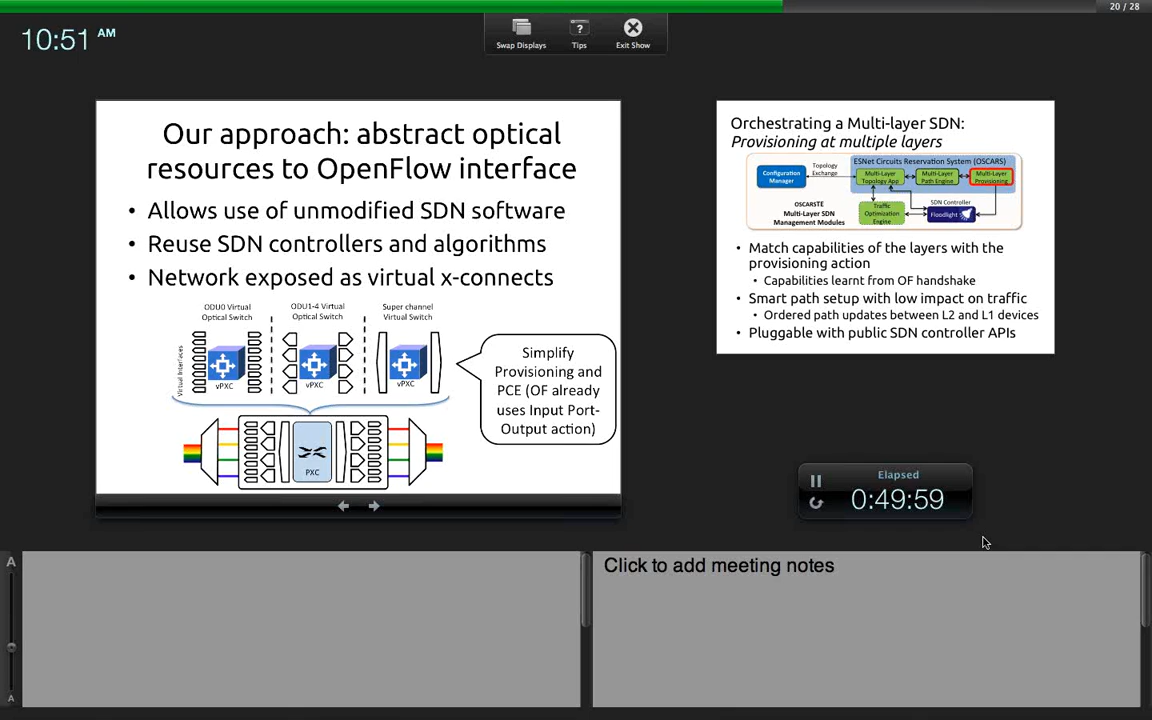 20 / 28
10:51 AM
Swap Displays
Tips
Exit Show
Our approach: abstract optical
resources to OpenFlow interface
• Allows use of unmodified SDN software
• Reuse SDN controllers and algorithms
• Network exposed as virtual x-connects
ODU0 Virtual
Optical Switch
ODU1-4 Virtual
Optical Switch
Super channel
Virtual Switch
Virtual Interfaces
vPXC
vPXC
vPXC
PXC
Simplify
Provisioning and
PCE (OF already
uses Input Port-
Output action)
Orchestrating a Multi-layer SDN:
Provisioning at multiple layers
ESNet Circuits Reservation System (OSCARS)
Configuration
Manager
Topology
Exchange
Multi-Layer
Topology App
Multi-Layer
Path Engine
Multi-Layer
Provisioning
OSCARSTE
Multi-Layer SDN
Management Modules
Traffic
Optimization
Engine
SDN Controller
Floodlight
• Match capabilities of the layers with the
provisioning action
• Capabilities learnt from OF handshake
• Smart path setup with low impact on traffic
• Ordered path updates between L2 and L1 devices
• Pluggable with public SDN controller APIs
Elapsed
0:49:59
A
A
Click to add meeting notes